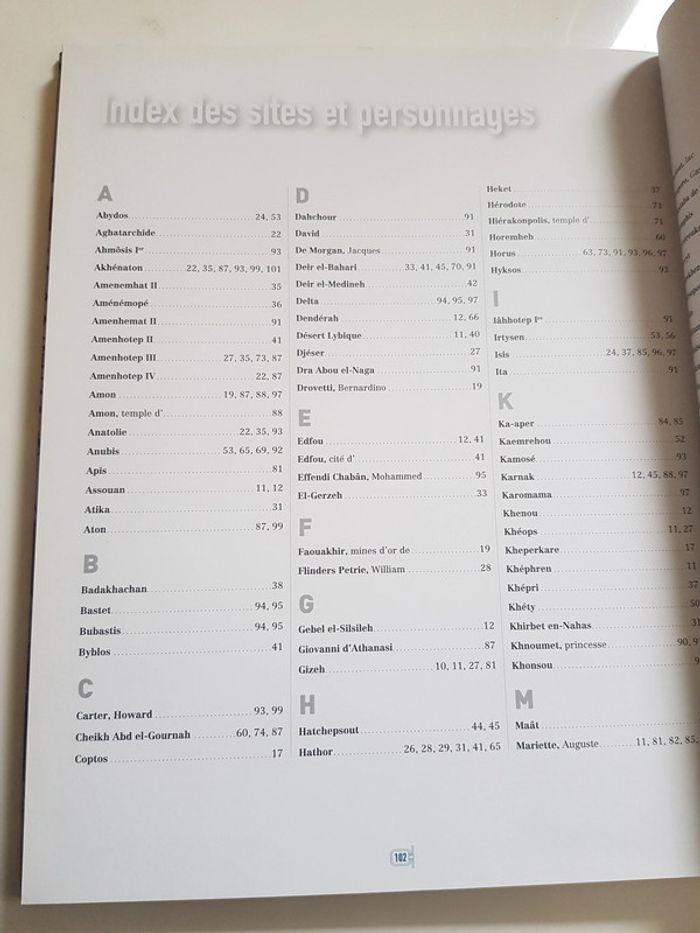 Index des sites et personnages
A
Abydos 24, 53
Aghatarchide 22
Ahmôsis Ier 93
Akhénaton 22, 35, 87, 93, 99, 101
Amenemhat II 35
Aménémopé 36
Amenhemat II 91
Amenhotep II 41
Amenhotep III 27, 35, 73, 87
Amenhotep IV 22, 87
Amon 19, 87, 88, 97
Amon, temple d' 88
Anatolie 22, 35, 93
Anubis 53, 65, 69, 92
Apis 81
Assouan 11, 12
Atika 31
Aton 87, 99
B
Badakhachan 38
Bastet 94, 95
Bubastis 94, 95
Byblos 41
C
Carter, Howard 93, 99
Cheikh Abd el-Gournah 60, 74, 87
Coptos 17
D
Dahchour 91
David 31
De Morgan, Jacques 91
Deir el-Bahari 33, 41, 45, 70, 91
Deir el-Medineh 42
Delta 94, 95, 97
Dendérah 12, 66
Désert Lybique 11, 40
Djéser 27
Dra Abou el-Naga 91
Drovetti, Bernardino 19
E
Edfou 12, 41
Edfou, cité d' 41
Effendi Chabân, Mohammed 95
El-Gerzeh 33
F
Faouakhir, mines d'or de 19
Flinders Petrie, William 28
G
Gebel el-Silsileh 12
Giovanni d'Athanasi 87
Gizeh 10, 11, 27, 81
H
Hatchepsout 44, 45
Hathor 26, 28, 29, 31, 41, 65
Heket 37
Hérodote 73
Hiérakonpolis, temple d' 71
Horemheb 60
Horus 63, 73, 91, 93, 96, 97
Hyksos 93
I
Iâhhotep Ire 91
Irtysen 53, 56
Isis 24, 37, 85, 96, 97
Ita 91
K
Ka-aper 84, 85
Kaemrehou 52
Kamosé 93
Karnak 12, 45, 88, 97
Karomama 97
Khenou 12
Khéops 11, 27
Kheperkare 17
Khéphren 11
Khépri 37
Khéty 50
Khirbet en-Nahas 31
Khnoumet, princesse 90, 9
Khonsou 9
M
Maât
Mariette, Auguste 11, 81, 82, 85,
102